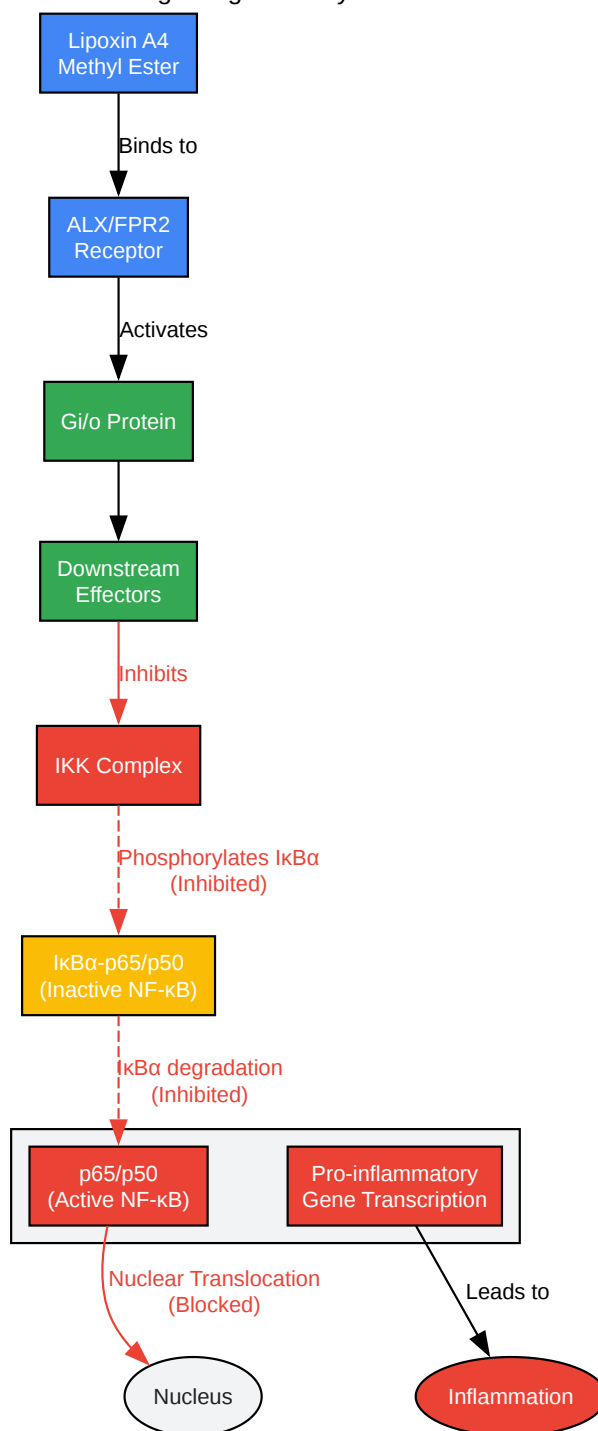 Lipoxin A4
Methyl Ester
Binds to
ALX/FPR2
Receptor
Activates
Gi/o Protein
Downstream
Effectors
Inhibits
IKK Complex
Phosphorylates IκBα
(Inhibited)
IκBα-p65/p50
(Inactive NF-κB)
IκBα degradation
(Inhibited)
p65/p50
(Active NF-κB)
Pro-inflammatory
Gene Transcription
Nuclear Translocation
(Blocked)
Leads to
Nucleus
Inflammation